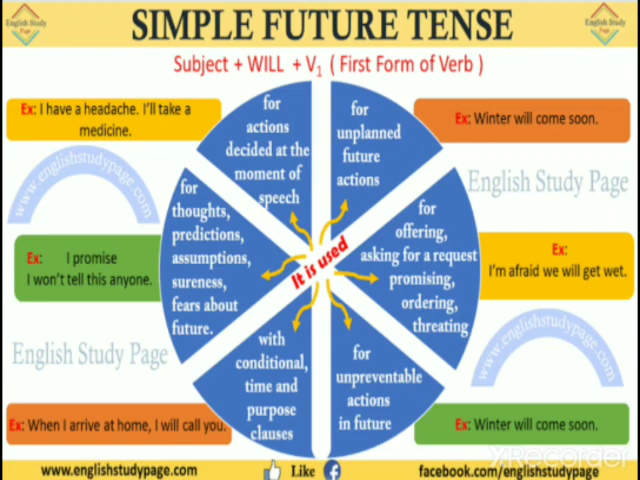 English Study
Page
SIMPLE FUTURE TENSE
English Study
Page
Subject + WILL + V1 ( First Form of Verb )
Ex: I have a headache. I'll take a
medicine.
for
actions
decided at the
moment of
speech
for
unplanned
future
actions
Ex: Winter will come soon.
www.englishstudypage.com
English Study Page
for
thoughts,
predictions,
assumptions,
sureness,
fears about
future.
It is used
for
offering,
asking for a request
promising,
ordering,
threating
Ex: I promise
I won't tell this anyone.
Ex:
I'm afraid we will get wet.
English Study Page
www.englishstudypage.com
with
conditional,
time and
purpose
clauses
for
unpreventable
actions
in future
Ex: When I arrive at home, I will call you.
Ex: Winter will come soon.
XRecorder
www.englishstudypage.com
Like
facebook.com/englishstudypage